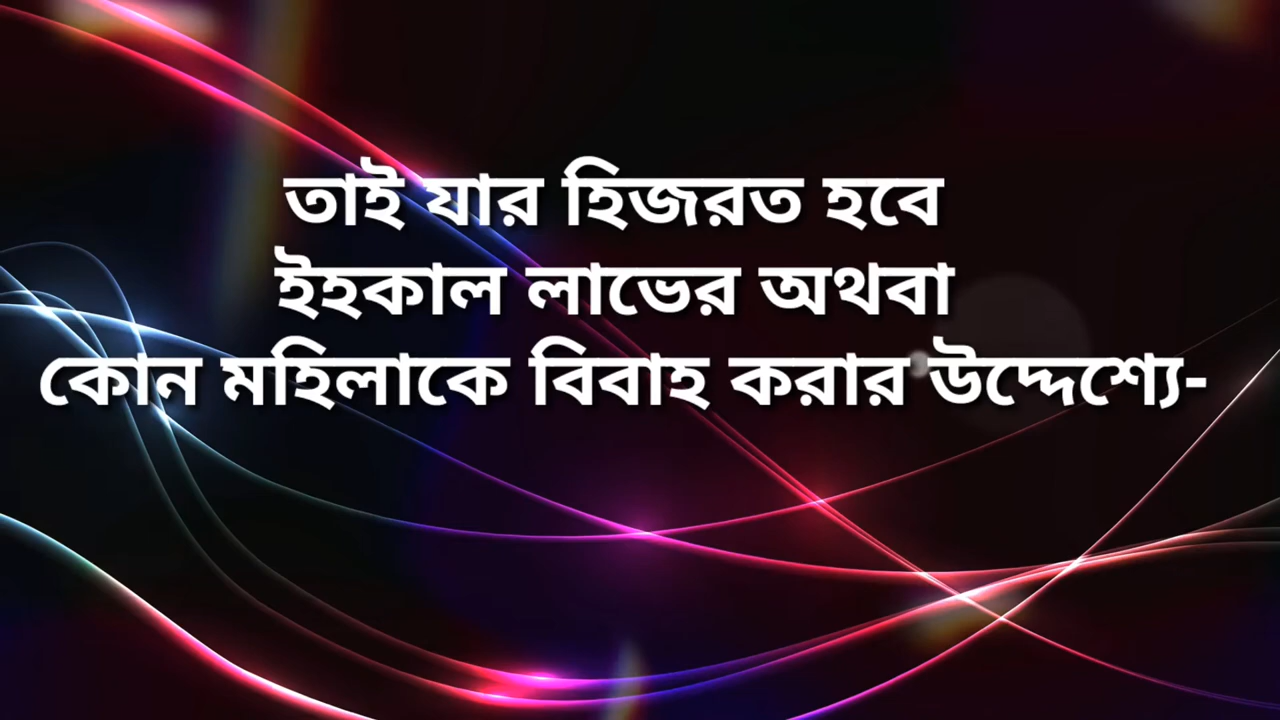 তাই যার হিজরত হবে
ইহকাল লাভের অথবা
কোন মহিলাকে বিবাহ করার উদ্দেশ্যে-